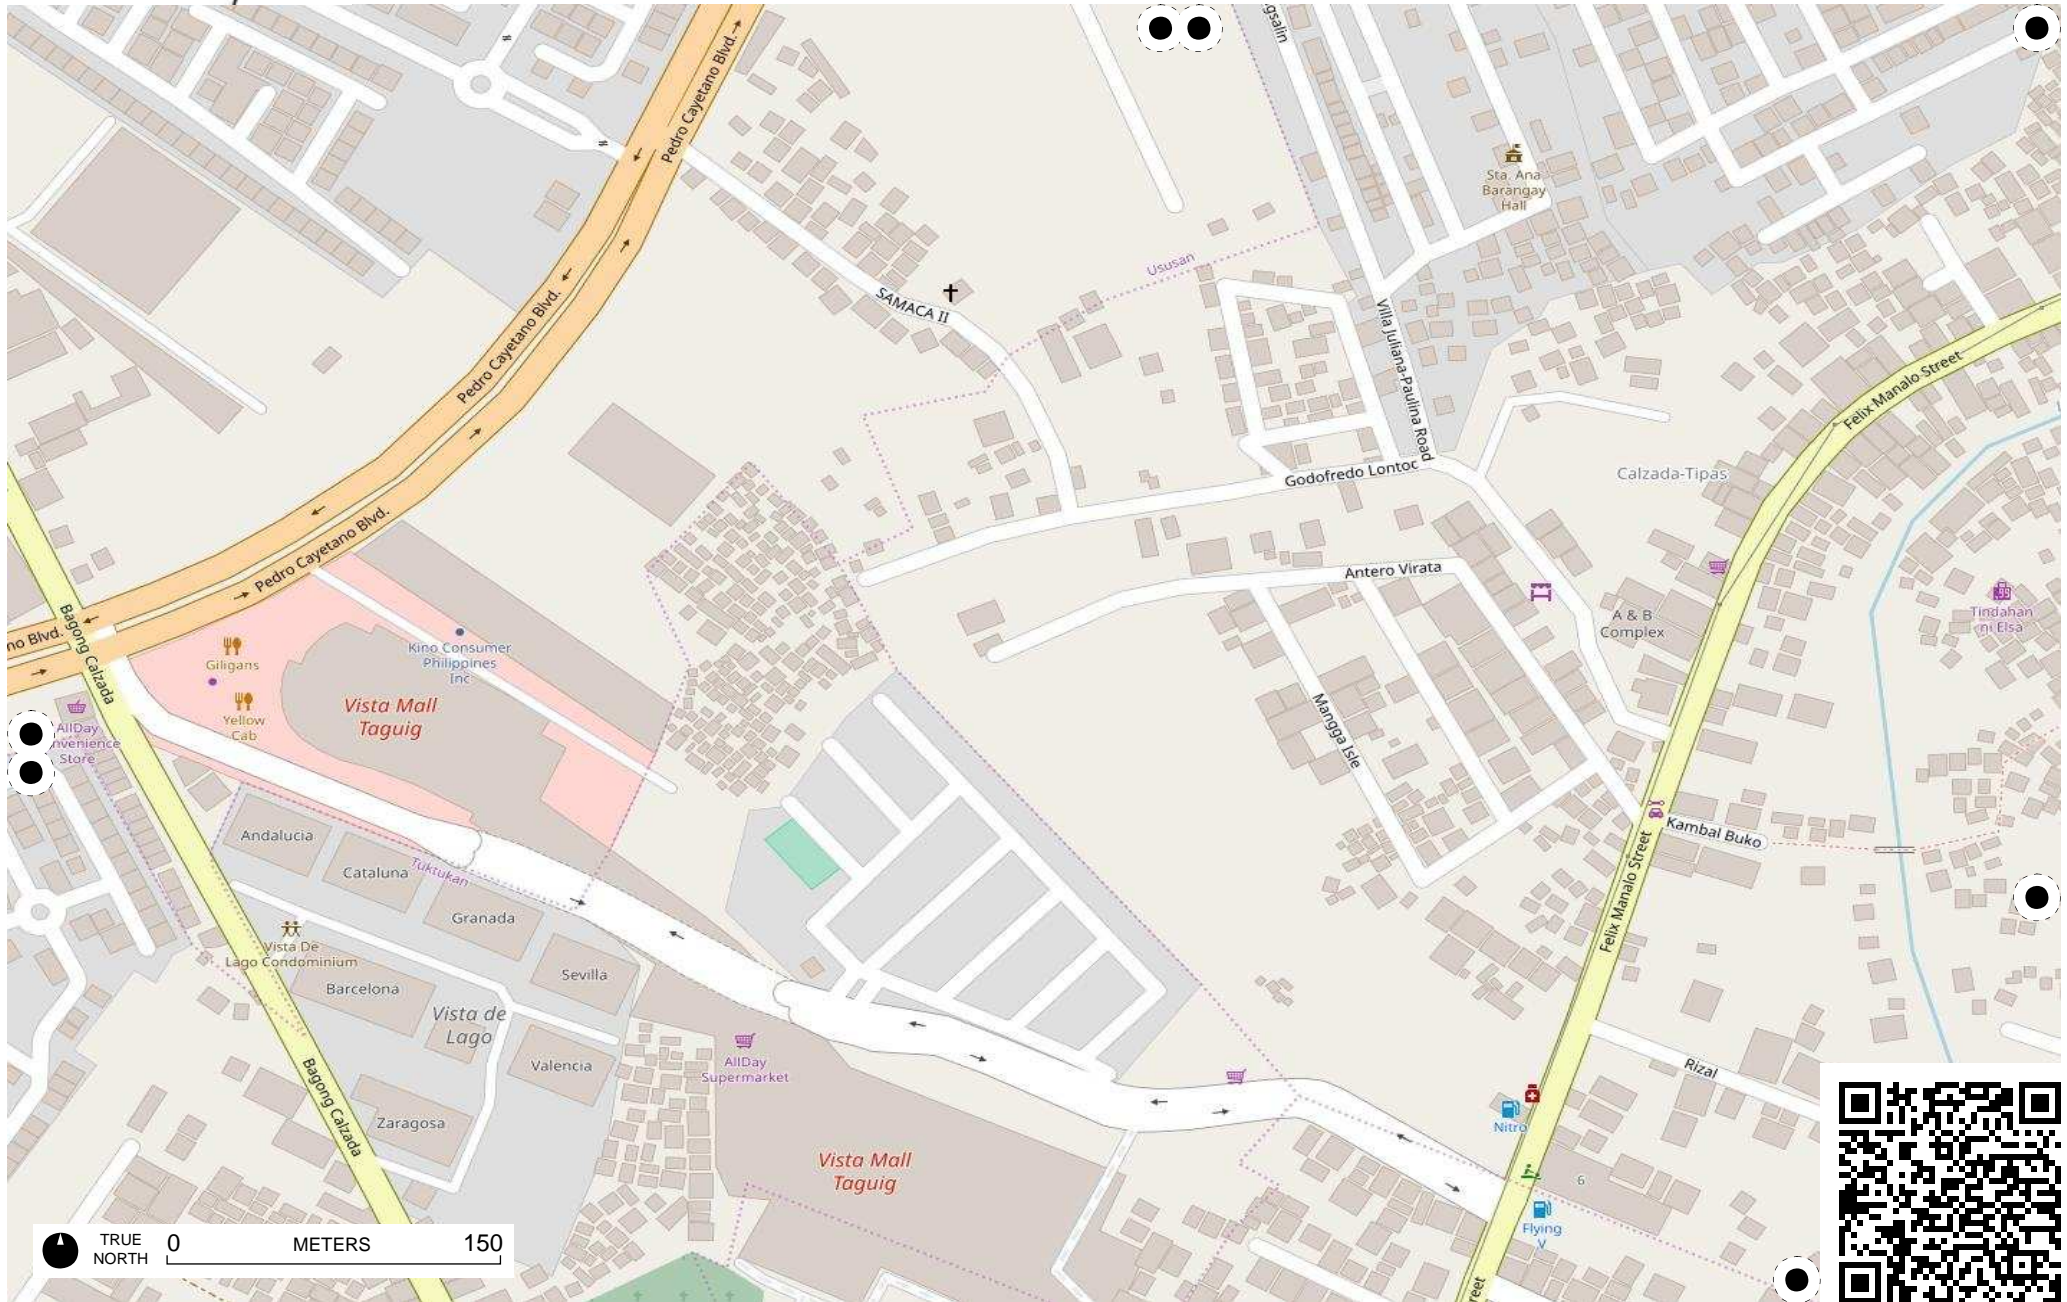 Pedro Cayetano Blvd.
gsalin
Sta. Ana
Barangay
Hall
Ususan
SAMACA II
Pedro Cayetano Blvd.
Villa Juliana-Paulina Road
Felix Manalo Street
Godofredo Lontoc
Calzada-Tipas
Pedro Cayetano Blvd.
Antero Virata
Tindahan
ni Elsa
A & B
Complex
no Blvd.
Bagong Calzada
Giligans
Kino Consumer
Philippines
Inc
Yellow
Cab
Vista Mall
Taguig
AllDay
nvenience
Store
Mangga Isle
Kambal Buko
Andalucia
Cataluna
Tuktukan
Granada
Felix Manalo Street
Vista De
Lago Condominium
Sevilla
Barcelona
Vista de
Lago
Valencia
AllDay
Supermarket
Rizal
Bagong Calzada
Zaragosa
Nitro
Vista Mall
Taguig
6
Flying
V
reet
TRUE
NORTH
0 METERS 150